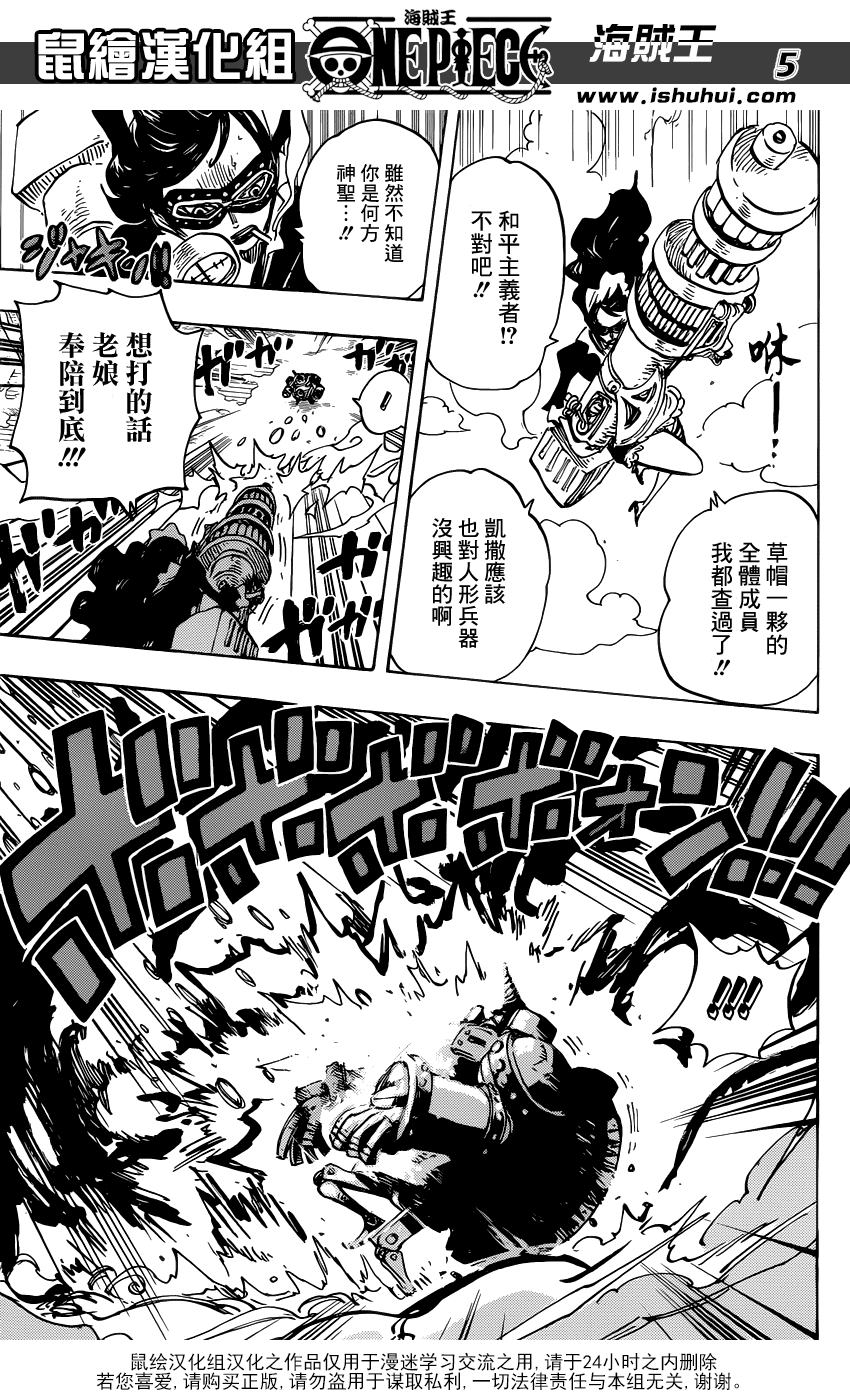 海賊王
鼠繪漢化組
ONE PIECE
海賊王
5
www.ishuhui.com
和平主義者!?
不對吧!!
咻—!
草帽一夥的
全體成員
我都查過了!!
凱撒應該
也對人形兵器
沒興趣的啊
雖然不知道
你是何方
神聖…!!
ジャキン!!
!
想打的話
老娘
奉陪到底!!!
ガガガ
ガガガ
ガガ
ドドドドオン!!!
!!!!
鼠绘汉化组汉化之作品仅用于漫迷学习交流之用, 请于24小时之内删除
若您喜爱, 请购买正版, 请勿盗用于谋取私利, 一切法律责任与本组无关, 谢谢。